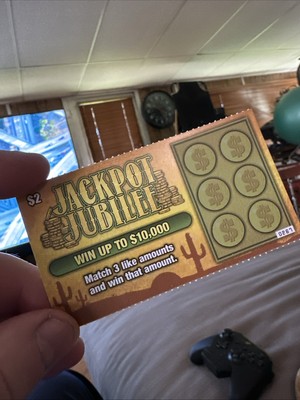 $2
JACKPOT
JUBILEE
WIN UP TO $10,000
Match 3 like amounts
and win that amount.